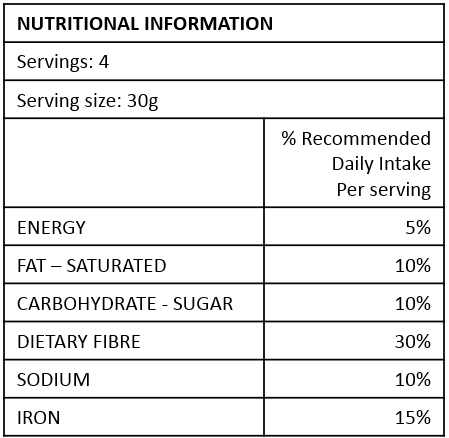 NUTRITIONAL INFORMATION
Servings: 4
Serving size: 30g
% Recommended
Daily Intake
Per serving
ENERGY 5%
FAT – SATURATED 10%
CARBOHYDRATE - SUGAR 10%
DIETARY FIBRE 30%
SODIUM 10%
IRON 15%